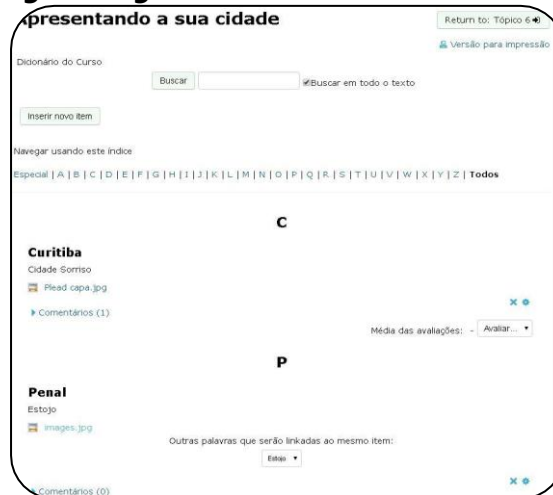 Apresentando a sua cidade
Return to: Tópico 6
Versão para impressão
Dicionário do Curso
Buscar
Buscar em todo o texto
Inserir novo item
Navegar usando este índice
Especial | A | B | C | D | E | F | G | H | I | J | K | L | M | N | O | P | Q | R | S | T | U | V | W | X | Y | Z | Todos
C
Curitiba
Cidade Sorriso
Plead capa.jpg
Comentários (1)
Média das avaliações: - Avaliar...
P
Penal
Estojo
images.jpg
Outras palavras que serão linkadas ao mesmo item:
Estojo
Comentários (0)